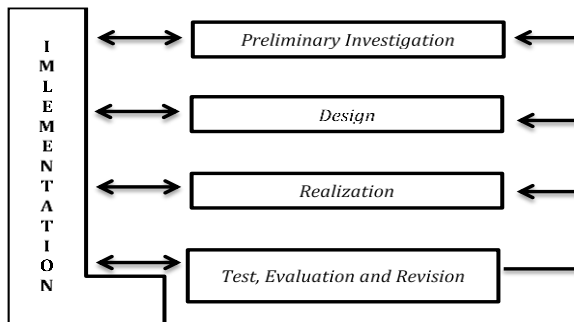 IMLEMENTATION
Preliminary Investigation
Design
Realization
Test, Evaluation and Revision